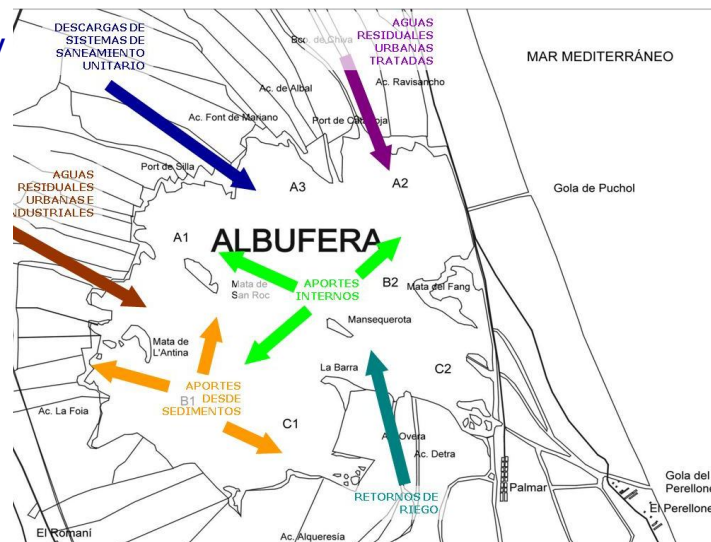 DESCARGAS DE
SISTEMAS DE
SANEAMIENTO
UNITARIO
Bco. de Chiva
AGUAS
RESIDUALES
URBANAS
TRATADAS
MAR MEDITERRÁNEO
Ac. de Albal
Ac. Ravisancho
Ac. Font de Mariano
Port de Catarroja
Port de Silla
AGUAS
RESIDUALES
URBANAS E
INDUSTRIALES
A3
A2
Gola de Puchol
A1
ALBUFERA
Mata de
San Roc
APORTES
INTERNOS
B2
Mata del Fang
Mansequerota
Mata de
L'Antina
La Barra
C2
B1
APORTES
DESDE
SEDIMENTOS
Ac. La Foia
C1
Ac. Overa
Ac. Detra
RETORNOS DE
RIEGO
Palmar
Gola del
Perellone
El Perellone
El Romaní
Ac. Alqueresía